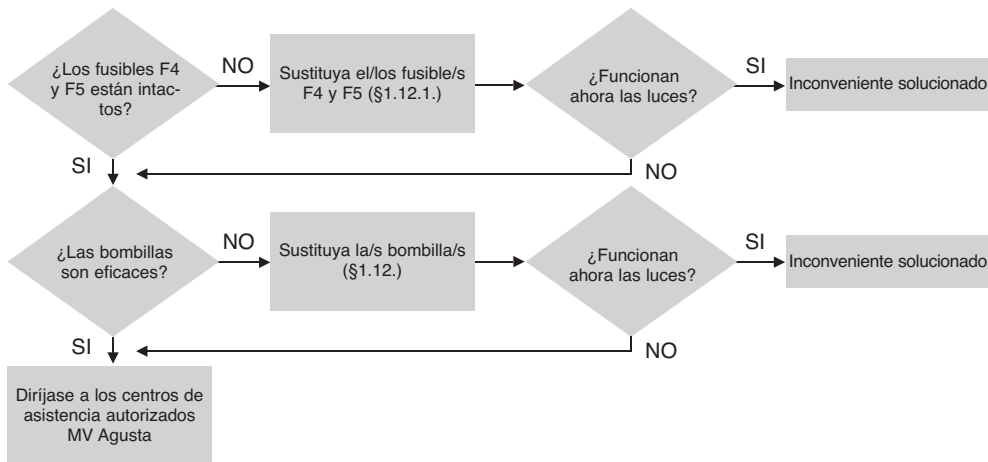 ¿Los fusibles F4
y F5 están intac-
tos?
NO
Sustituya el/los fusible/s
F4 y F5 (§1.12.1.)
¿Funcionan
ahora las luces?
SI
Inconveniente solucionado
SI
NO
¿Las bombillas
son eficaces?
NO
Sustituya la/s bombilla/s
(§1.12.)
¿Funcionan
ahora las luces?
SI
Inconveniente solucionado
SI
NO
Diríjase a los centros de
asistencia autorizados
MV Agusta